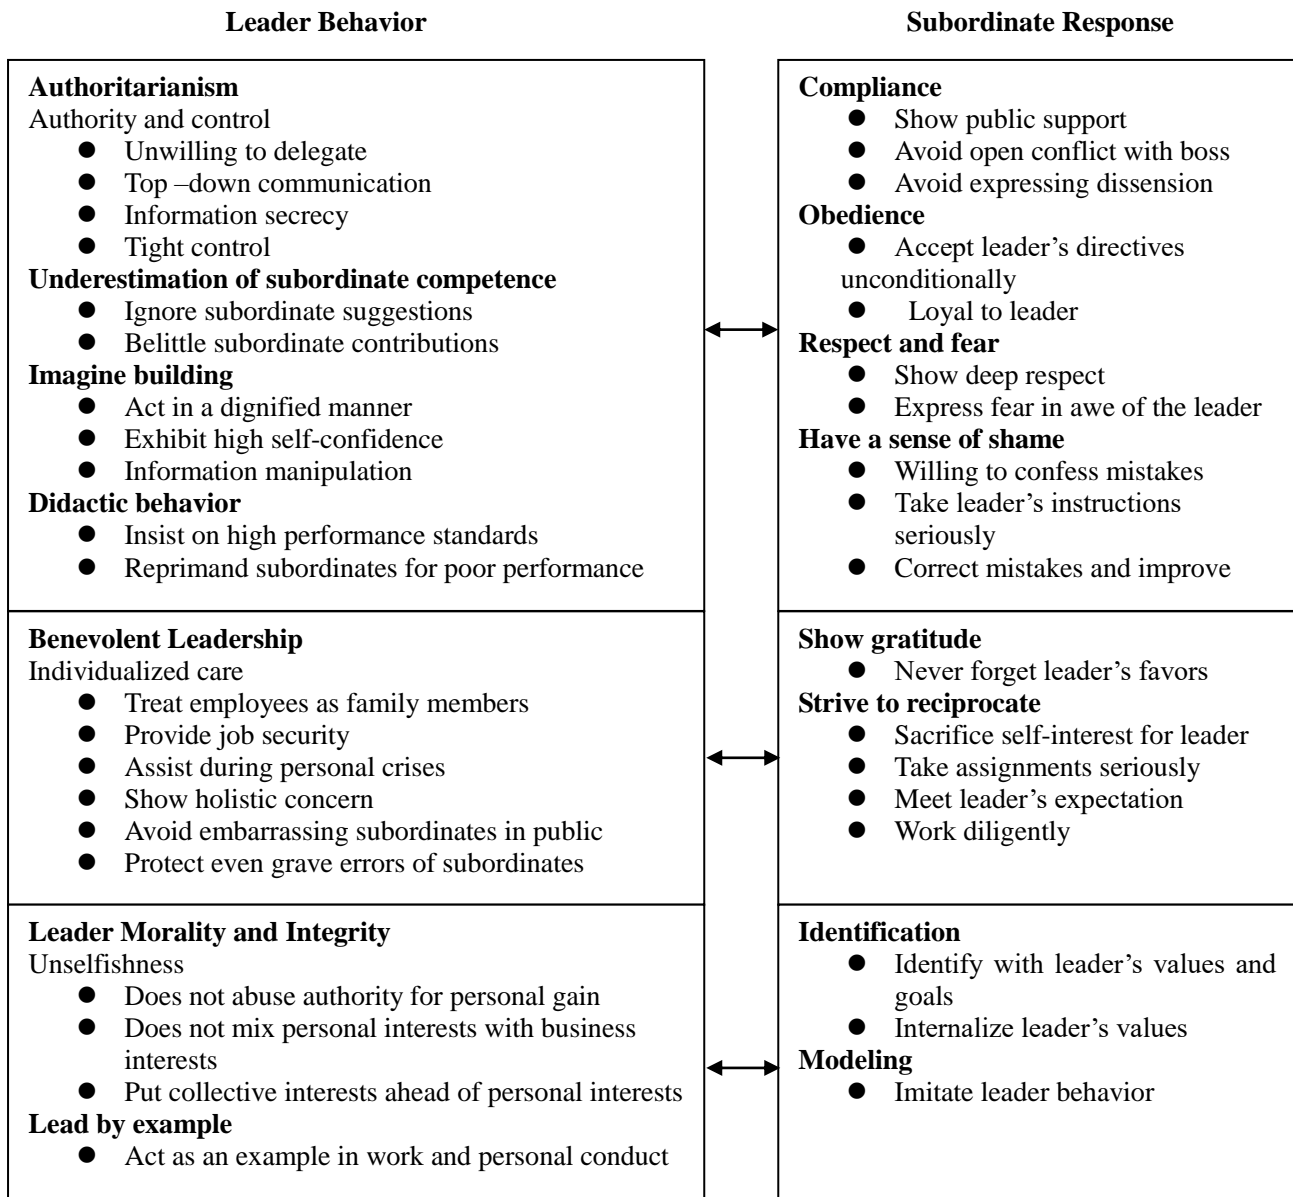 Leader Behavior
Subordinate Response
Authoritarianism
Authority and control
● Unwilling to delegate
● Top –down communication
● Information secrecy
● Tight control
Underestimation of subordinate competence
● Ignore subordinate suggestions
● Belittle subordinate contributions
Imagine building
● Act in a dignified manner
● Exhibit high self-confidence
● Information manipulation
Didactic behavior
● Insist on high performance standards
● Reprimand subordinates for poor performance
Compliance
● Show public support
● Avoid open conflict with boss
● Avoid expressing dissension
Obedience
● Accept leader’s directives
unconditionally
● Loyal to leader
Respect and fear
● Show deep respect
● Express fear in awe of the leader
Have a sense of shame
● Willing to confess mistakes
● Take leader’s instructions
seriously
● Correct mistakes and improve
Benevolent Leadership
Individualized care
● Treat employees as family members
● Provide job security
● Assist during personal crises
● Show holistic concern
● Avoid embarrassing subordinates in public
● Protect even grave errors of subordinates
Show gratitude
● Never forget leader’s favors
Strive to reciprocate
● Sacrifice self-interest for leader
● Take assignments seriously
● Meet leader’s expectation
● Work diligently
Leader Morality and Integrity
Unselfishness
● Does not abuse authority for personal gain
● Does not mix personal interests with business
interests
● Put collective interests ahead of personal interests
Lead by example
● Act as an example in work and personal conduct
Identification
● Identify with leader’s values and
goals
● Internalize leader’s values
Modeling
● Imitate leader behavior